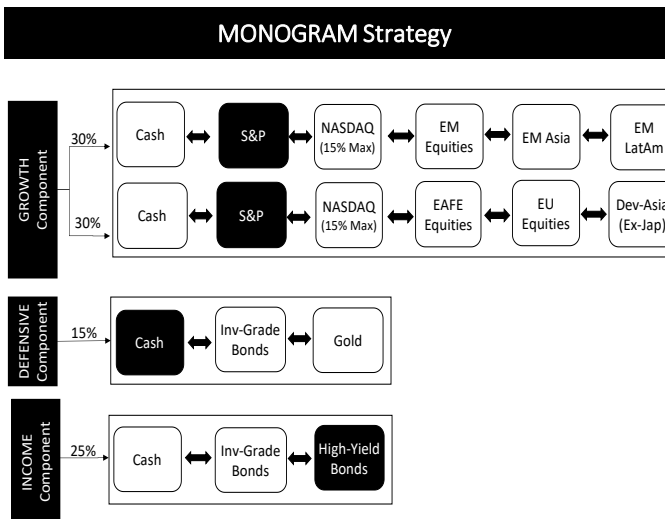 MONOGRAM Strategy
GROWTH
Component
30%
Cash
S&P
NASDAQ
(15% Max)
EM
Equities
EM Asia
EM
LatAm
30%
Cash
S&P
NASDAQ
(15% Max)
EAFE
Equities
EU
Equities
Dev-Asia
(Ex-Jap)
DEFENSIVE
Component
15%
Cash
Inv-Grade
Bonds
Gold
INCOME
Component
25%
Cash
Inv-Grade
Bonds
High-Yield
Bonds